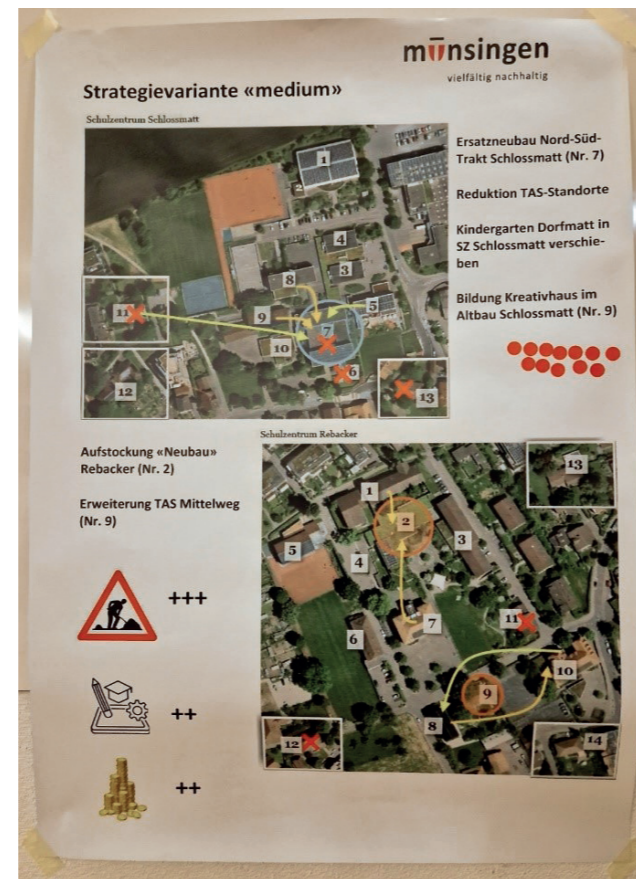 münsingen
vielfältig nachhaltig
Strategievariante «medium»
Schulzentrum Schlossmatt
1
2
4
3
8
5
11
9
7
10
6
12
13
Ersatzneubau Nord-Süd-
Trakt Schlossmatt (Nr. 7)
Reduktion TAS-Standorte
Kindergarten Dorfmatt in
SZ Schlossmatt verschie-
ben
Bildung Kreativhaus im
Altbau Schlossmatt (Nr. 9)
Aufstockung «Neubau»
Rebacker (Nr. 2)
Erweiterung TAS Mittelweg
(Nr. 9)
+++
++
++
Schulzentrum Rebacker
13
1
2
3
5
4
7
11
6
10
9
8
12
14